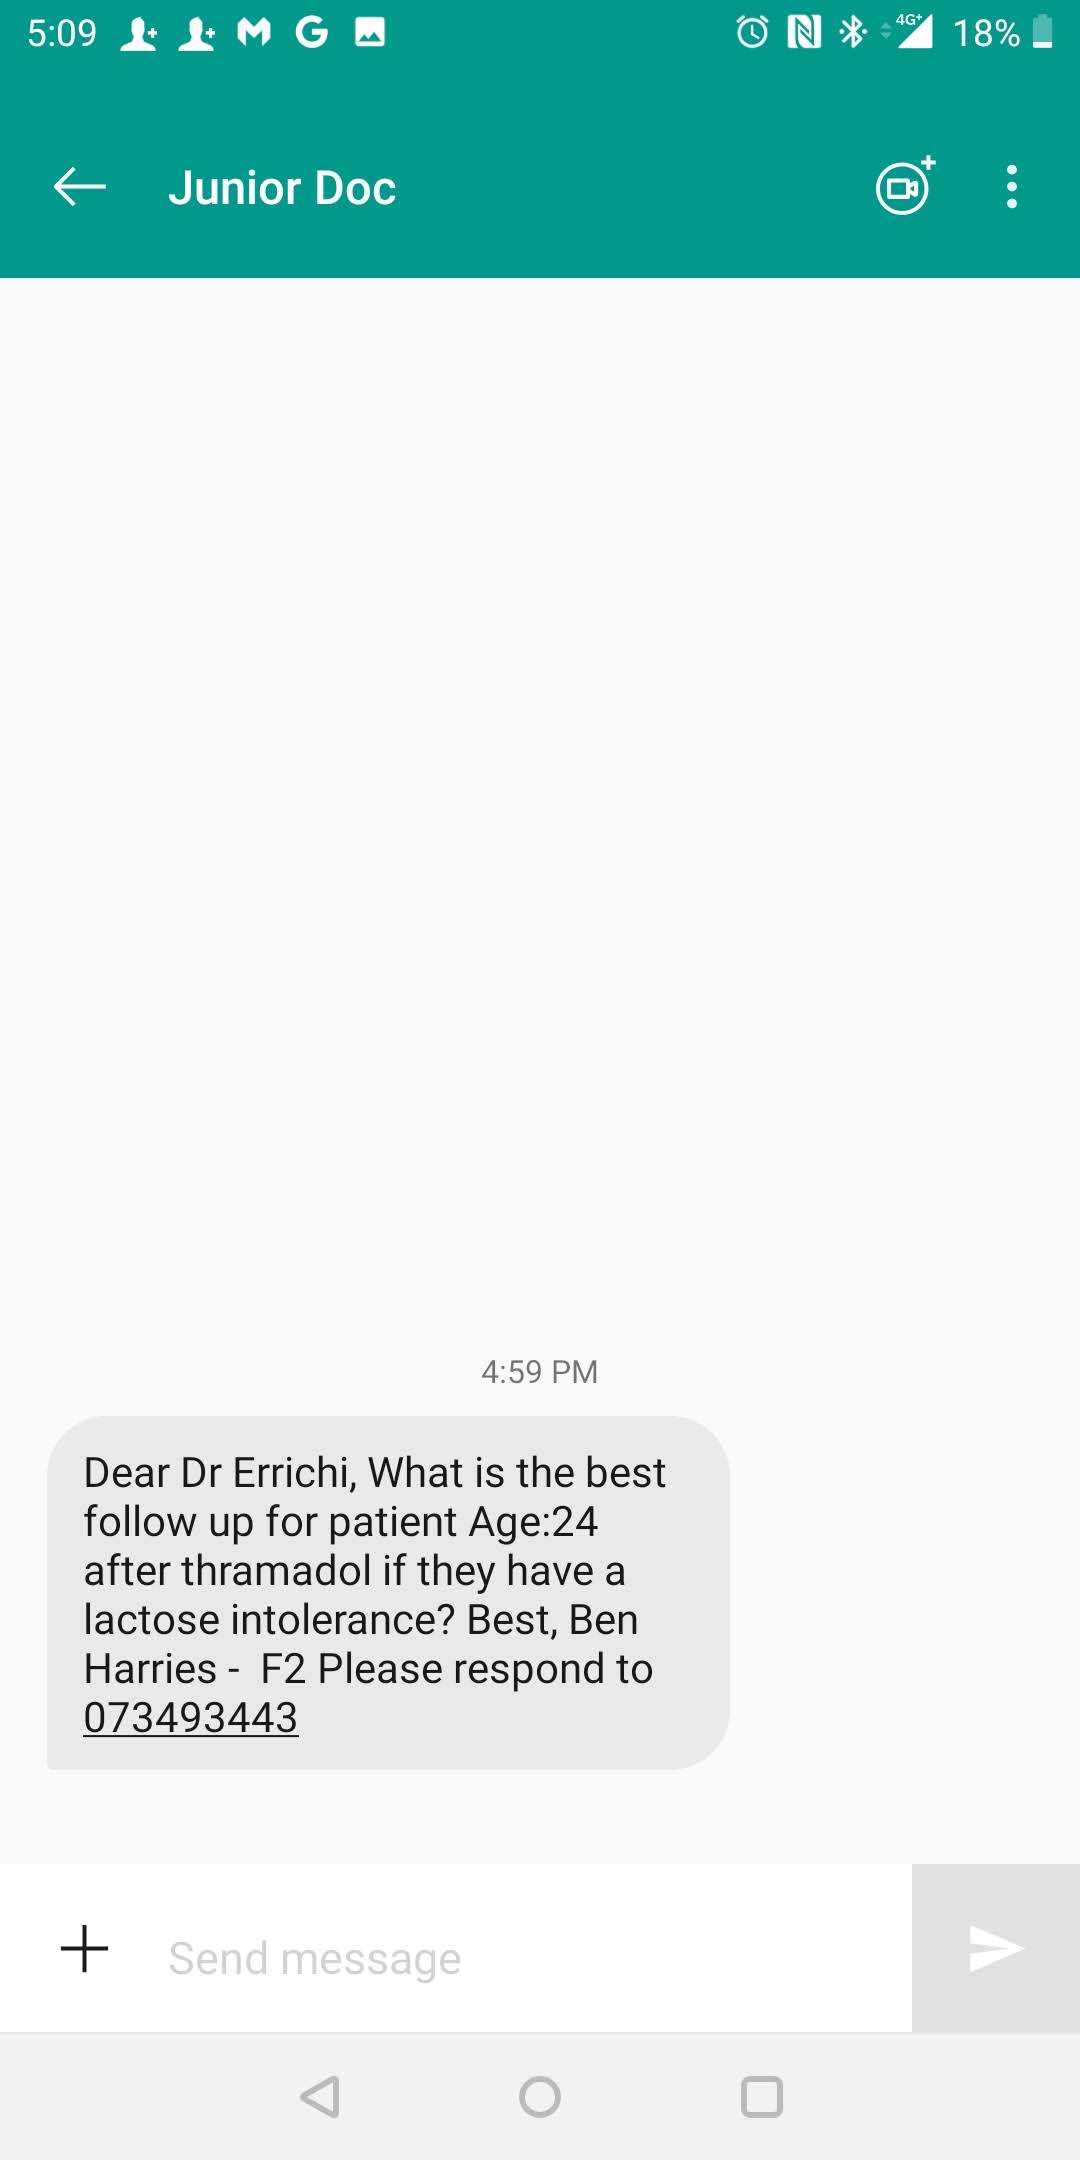 5:09 4G+ 18%
Junior Doc
4:59 PM
Dear Dr Errichi, What is the best
follow up for patient Age:24
after thramadol if they have a
lactose intolerance? Best, Ben
Harries -  F2 Please respond to
073493443
Send message